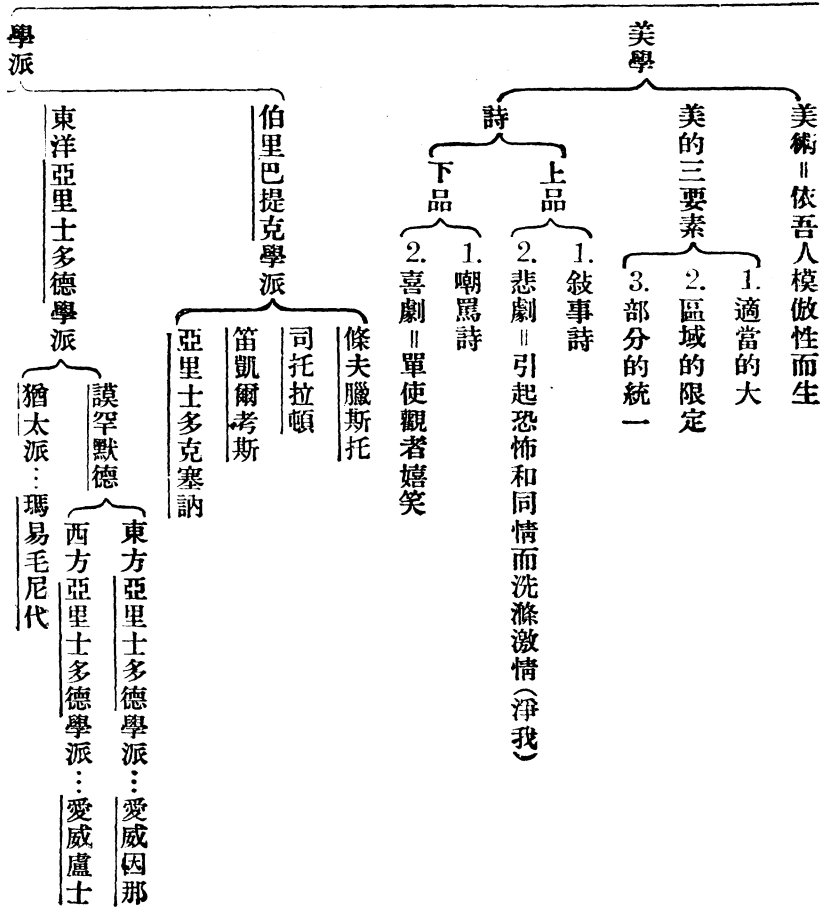 美學
美術=依吾人模倣性而生
美的三要素
1.適當的大
2.區域的限定
3.部分的統一
詩
上品
1.敍事詩
2.悲劇=引起恐怖和同情而洗滌激情(淨我)
下品
1.嘲罵詩
2.喜劇=單使觀者嬉笑
學派
伯里巴提克學派
條夫臘斯托
司托拉頓
笛凱爾考斯
亞里士多克塞訥
東洋亞里士多德學派
謨罕默德
東方亞里士多德學派…愛威因那
西方亞里士多德學派…愛威盧士
猶太派…瑪易毛尼代